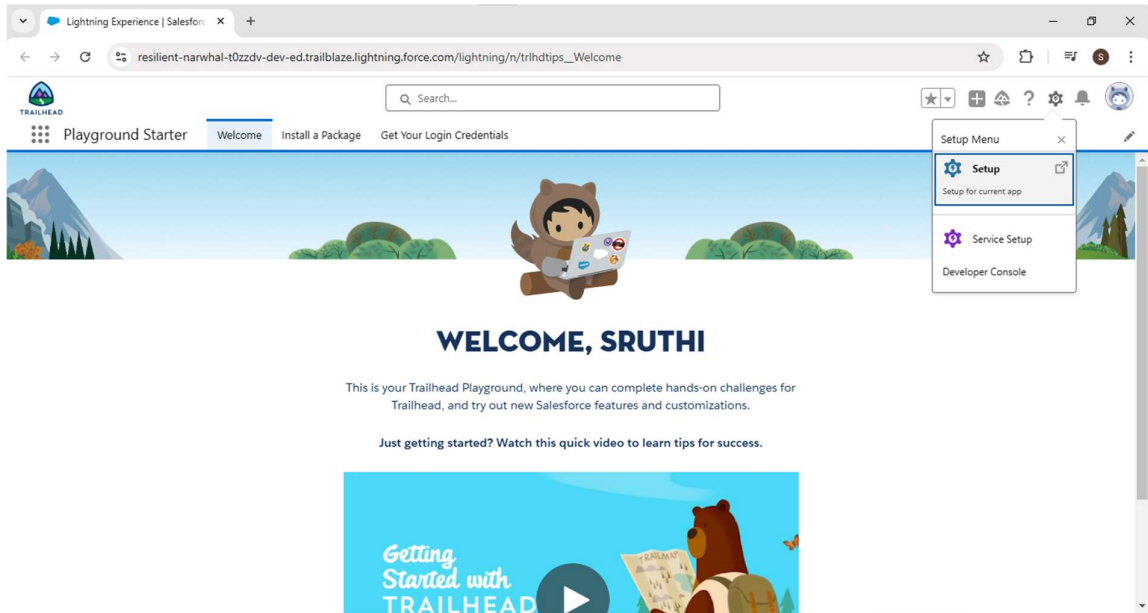 Lightning Experience | Salesforc
resilient-narwhal-t0zzdv-dev-ed.trailblaze.lightning.force.com/lightning/n/trlhdtips__Welcome
S
TRAILHEAD
Search...
Playground Starter
Welcome
Install a Package
Get Your Login Credentials
Setup Menu
Setup
Setup for current app
Service Setup
Developer Console
WELCOME, SRUTHI
This is your Trailhead Playground, where you can complete hands-on challenges for
Trailhead, and try out new Salesforce features and customizations.
Just getting started? Watch this quick video to learn tips for success.
Getting
Started with
TRAILHEAD
TRAILMAP